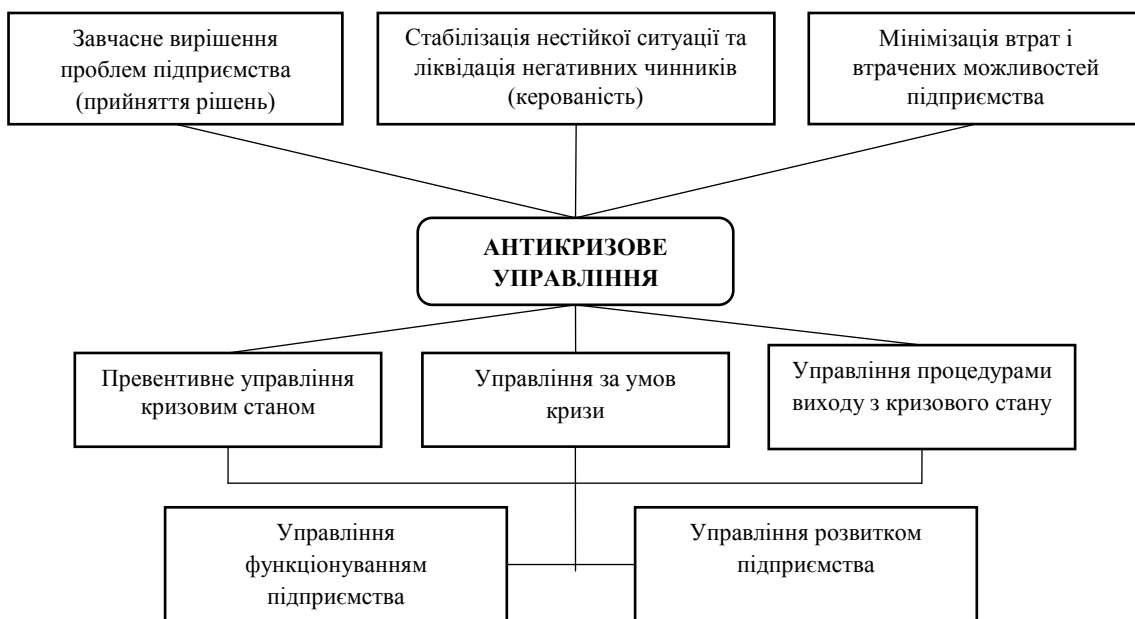 Завчасне вирішення
проблем підприємства
(прийняття рішень)
Стабілізація нестійкої ситуації та
ліквідація негативних чинників
(керованість)
Мінімізація втрат і
втрачених можливостей
підприємства
АНТИКРИЗОВЕ
УПРАВЛІННЯ
Превентивне управління
кризовим станом
Управління за умов
кризи
Управління процедурами
виходу з кризового стану
Управління
функціонуванням
підприємства
Управління розвитком
підприємства